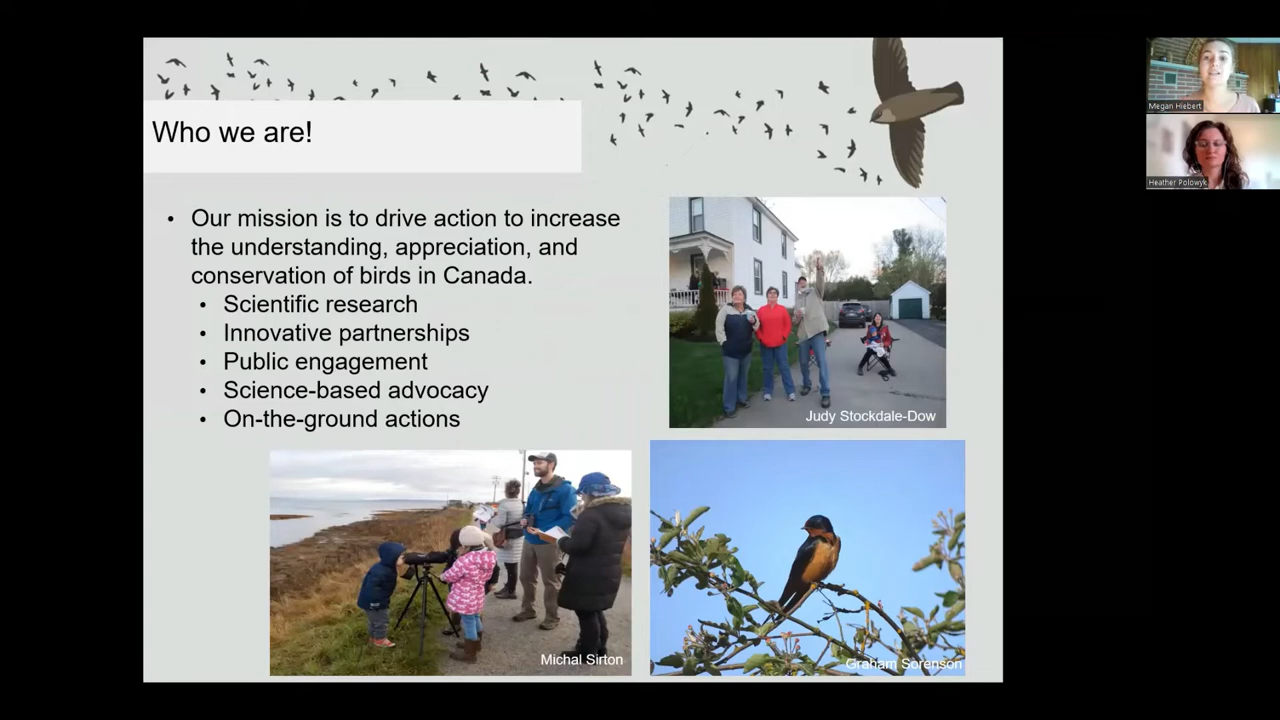 Who we are!
• Our mission is to drive action to increase
the understanding, appreciation, and
conservation of birds in Canada.
• Scientific research
• Innovative partnerships
• Public engagement
• Science-based advocacy
• On-the-ground actions
Judy Stockdale-Dow
Michal Sirton
Graham Sorenson
Megan Hiebert
Heather Polowyk